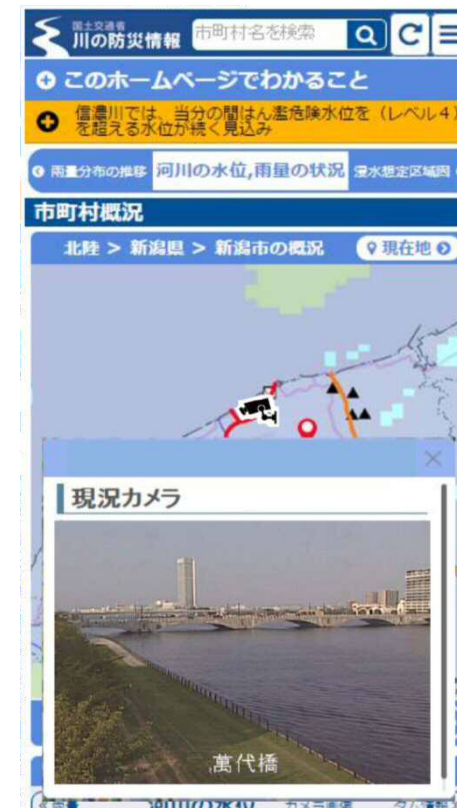 国土交通省
川の防災情報
市町村名を検索
このホームページでわかること
信濃川では、当分の間はん濫危険水位を（レベル４）
を超える水位が続く見込み
雨量分布の推移
河川の水位,雨量の状況
浸水想定区域図
市町村概況
北陸 > 新潟県 > 新潟市の概況
現在地
現況カメラ
萬代橋